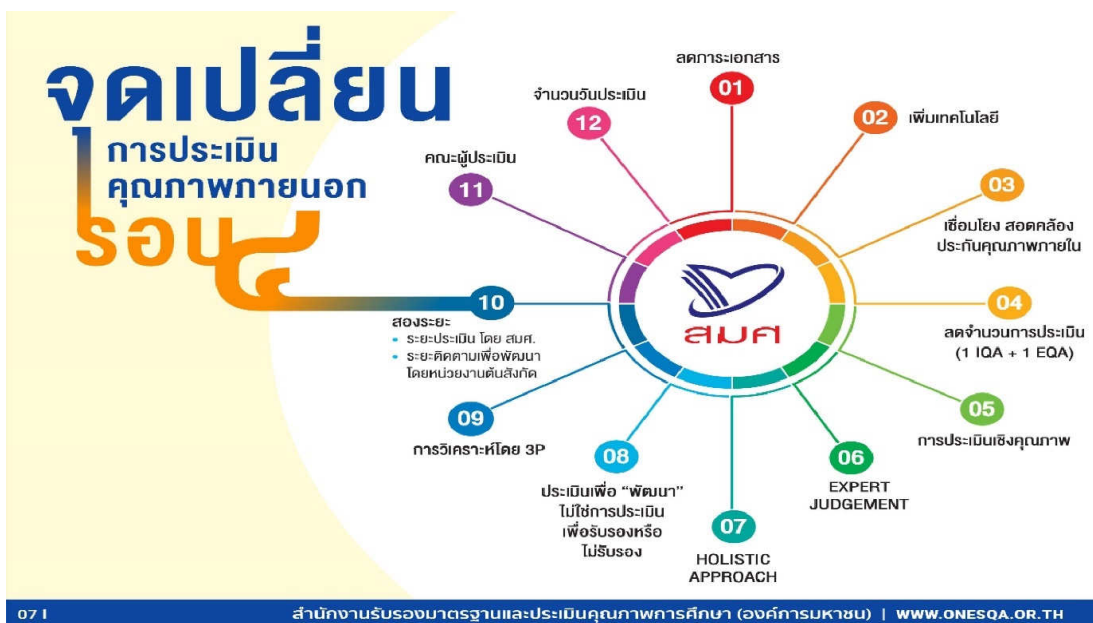 จุดเปลี่ยน
การประเมิน
คุณภาพภายนอก
รอบ ๔
01
ลดภาระเอกสาร
02
เพิ่มเทคโนโลยี
03
เชื่อมโยง สอดคล้อง
ประกันคุณภาพภายใน
04
ลดจำนวนการประเมิน
(1 IQA + 1 EQA)
05
การประเมินเชิงคุณภาพ
06
EXPERT
JUDGEMENT
07
HOLISTIC
APPROACH
08
ประเมินเพื่อ “พัฒนา”
ไม่ใช่การประเมิน
เพื่อรับรองหรือ
ไม่รับรอง
09
การวิเคราะห์โดย 3P
10
สองระยะ
• ระยะประเมิน โดย สมศ.
• ระยะติดตามเพื่อพัฒนา
โดยหน่วยงานต้นสังกัด
11
คณะผู้ประเมิน
12
จำนวนวันประเมิน
สมศ
07 I
สำนักงานรับรองมาตรฐานและประเมินคุณภาพการศึกษา (องค์การมหาชน) | WWW.ONESQA.OR.TH